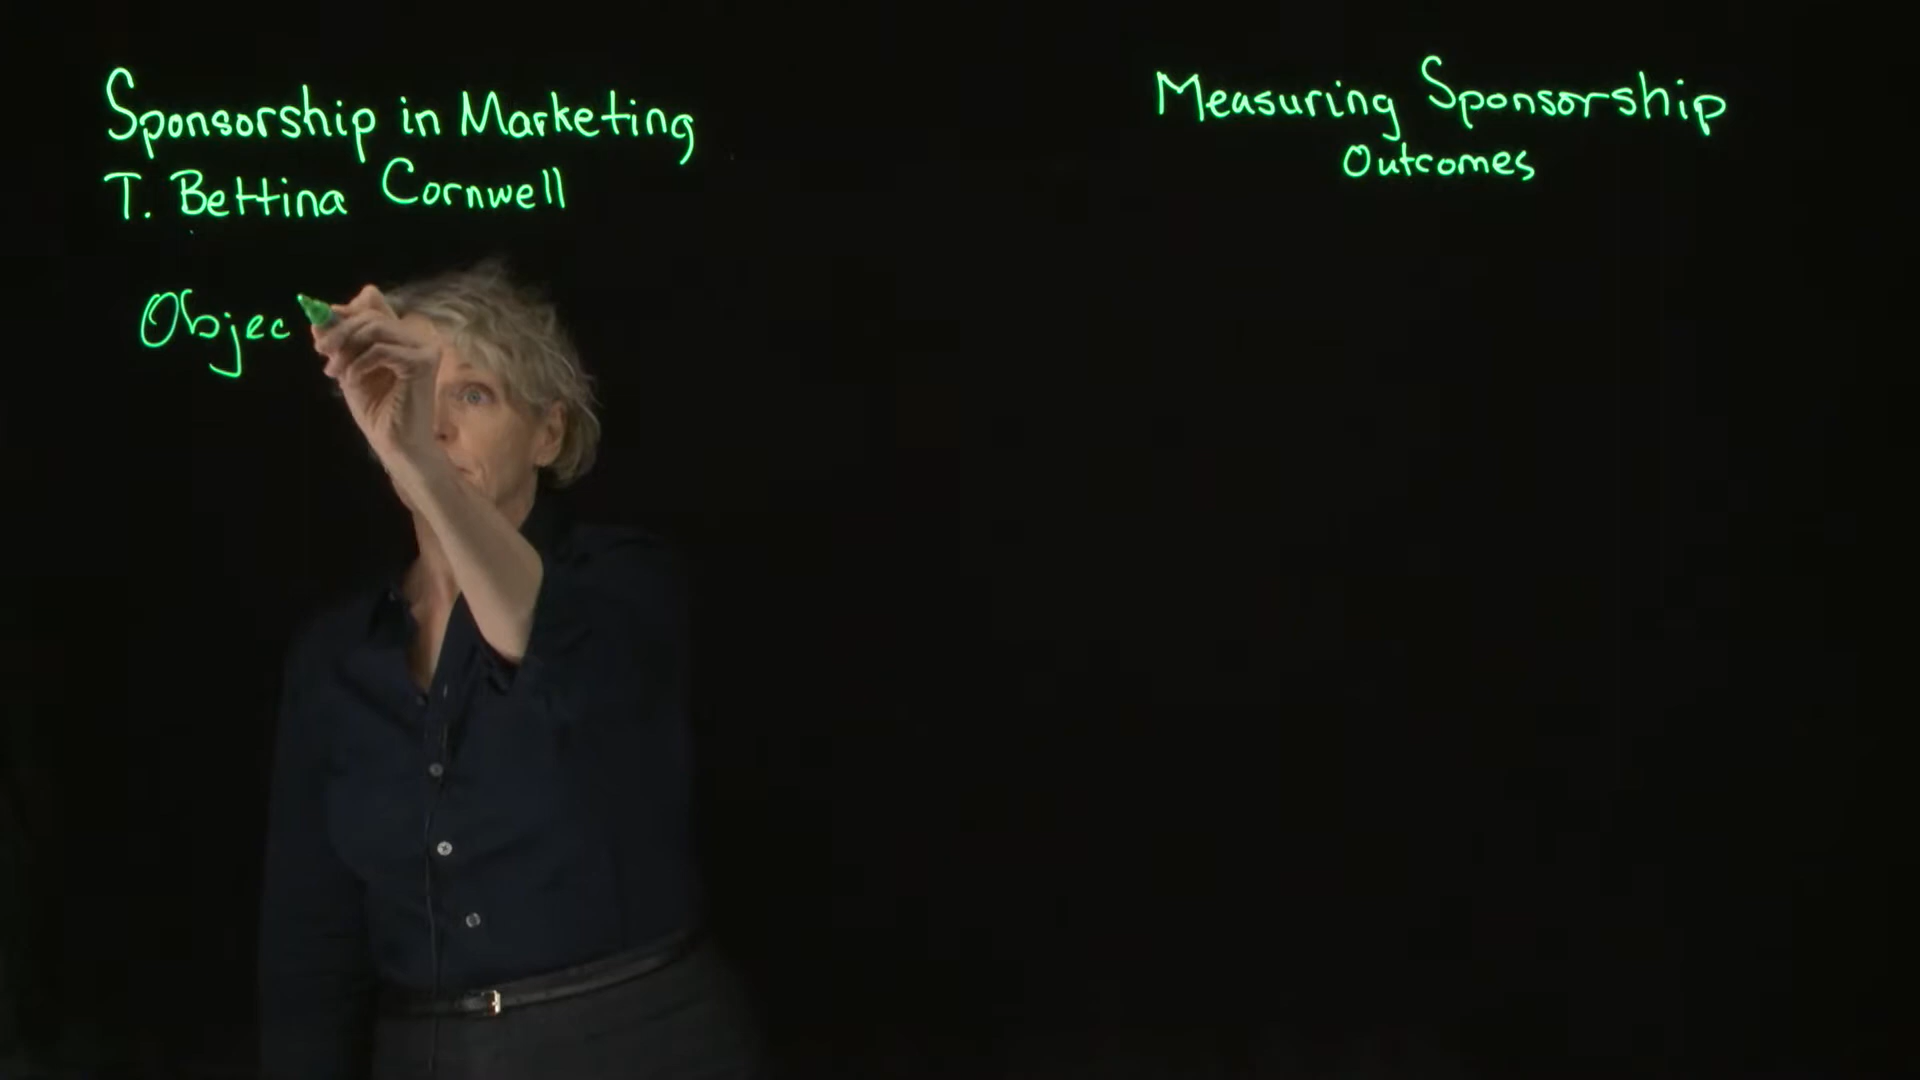 Sponsorship in Marketing
T. Bettina Cornwell
Objec
Measuring Sponsorship
Outcomes